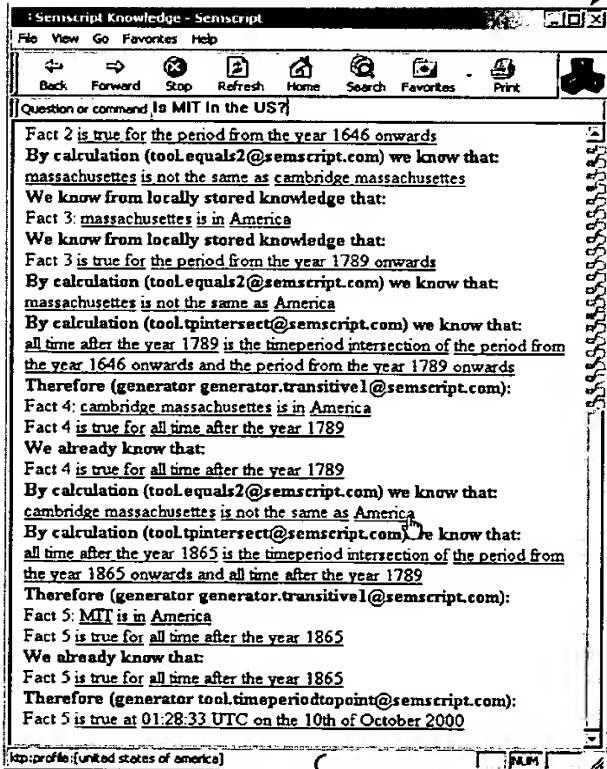 : Semscript Knowledge - Semscript
File View Go Favorites Help
Back Forward Stop Refresh Home Search Favorites Print
Question or command Is MIT In the US?
Fact 2 is true for the period from the year 1646 onwards
By calculation (tool.equals2@semscript.com) we know that:
massachusettes is not the same as cambridge massachusettes
We know from locally stored knowledge that:
Fact 3: massachusettes is in America
We know from locally stored knowledge that:
Fact 3 is true for the period from the year 1789 onwards
By calculation (tool.equals2@semscript.com) we know that:
massachusettes is not the same as America
By calculation (tool.tpintersect@semscript.com) we know that:
all time after the year 1789 is the timeperiod intersection of the period from
the year 1646 onwards and the period from the year 1789 onwards
Therefore (generator generator.transitive1@semscript.com):
Fact 4: cambridge massachusettes is in America
Fact 4 is true for all time after the year 1789
We already know that:
Fact 4 is true for all time after the year 1789
By calculation (tool.equals2@semscript.com) we know that:
cambridge massachusettes is not the same as America
By calculation (tool.tpintersect@semscript.com) we know that:
all time after the year 1865 is the timeperiod intersection of the period from
the year 1865 onwards and all time after the year 1789
Therefore (generator generator.transitive1@semscript.com):
Fact 5: MIT is in America
Fact 5 is true for all time after the year 1865
We already know that:
Fact 5 is true for all time after the year 1865
Therefore (generator tool.timeperiodtopoint@semscript.com):
Fact 5 is true at 01:28:33 UTC on the 10th of October 2000
ktp:profile:[united states of america] NUM